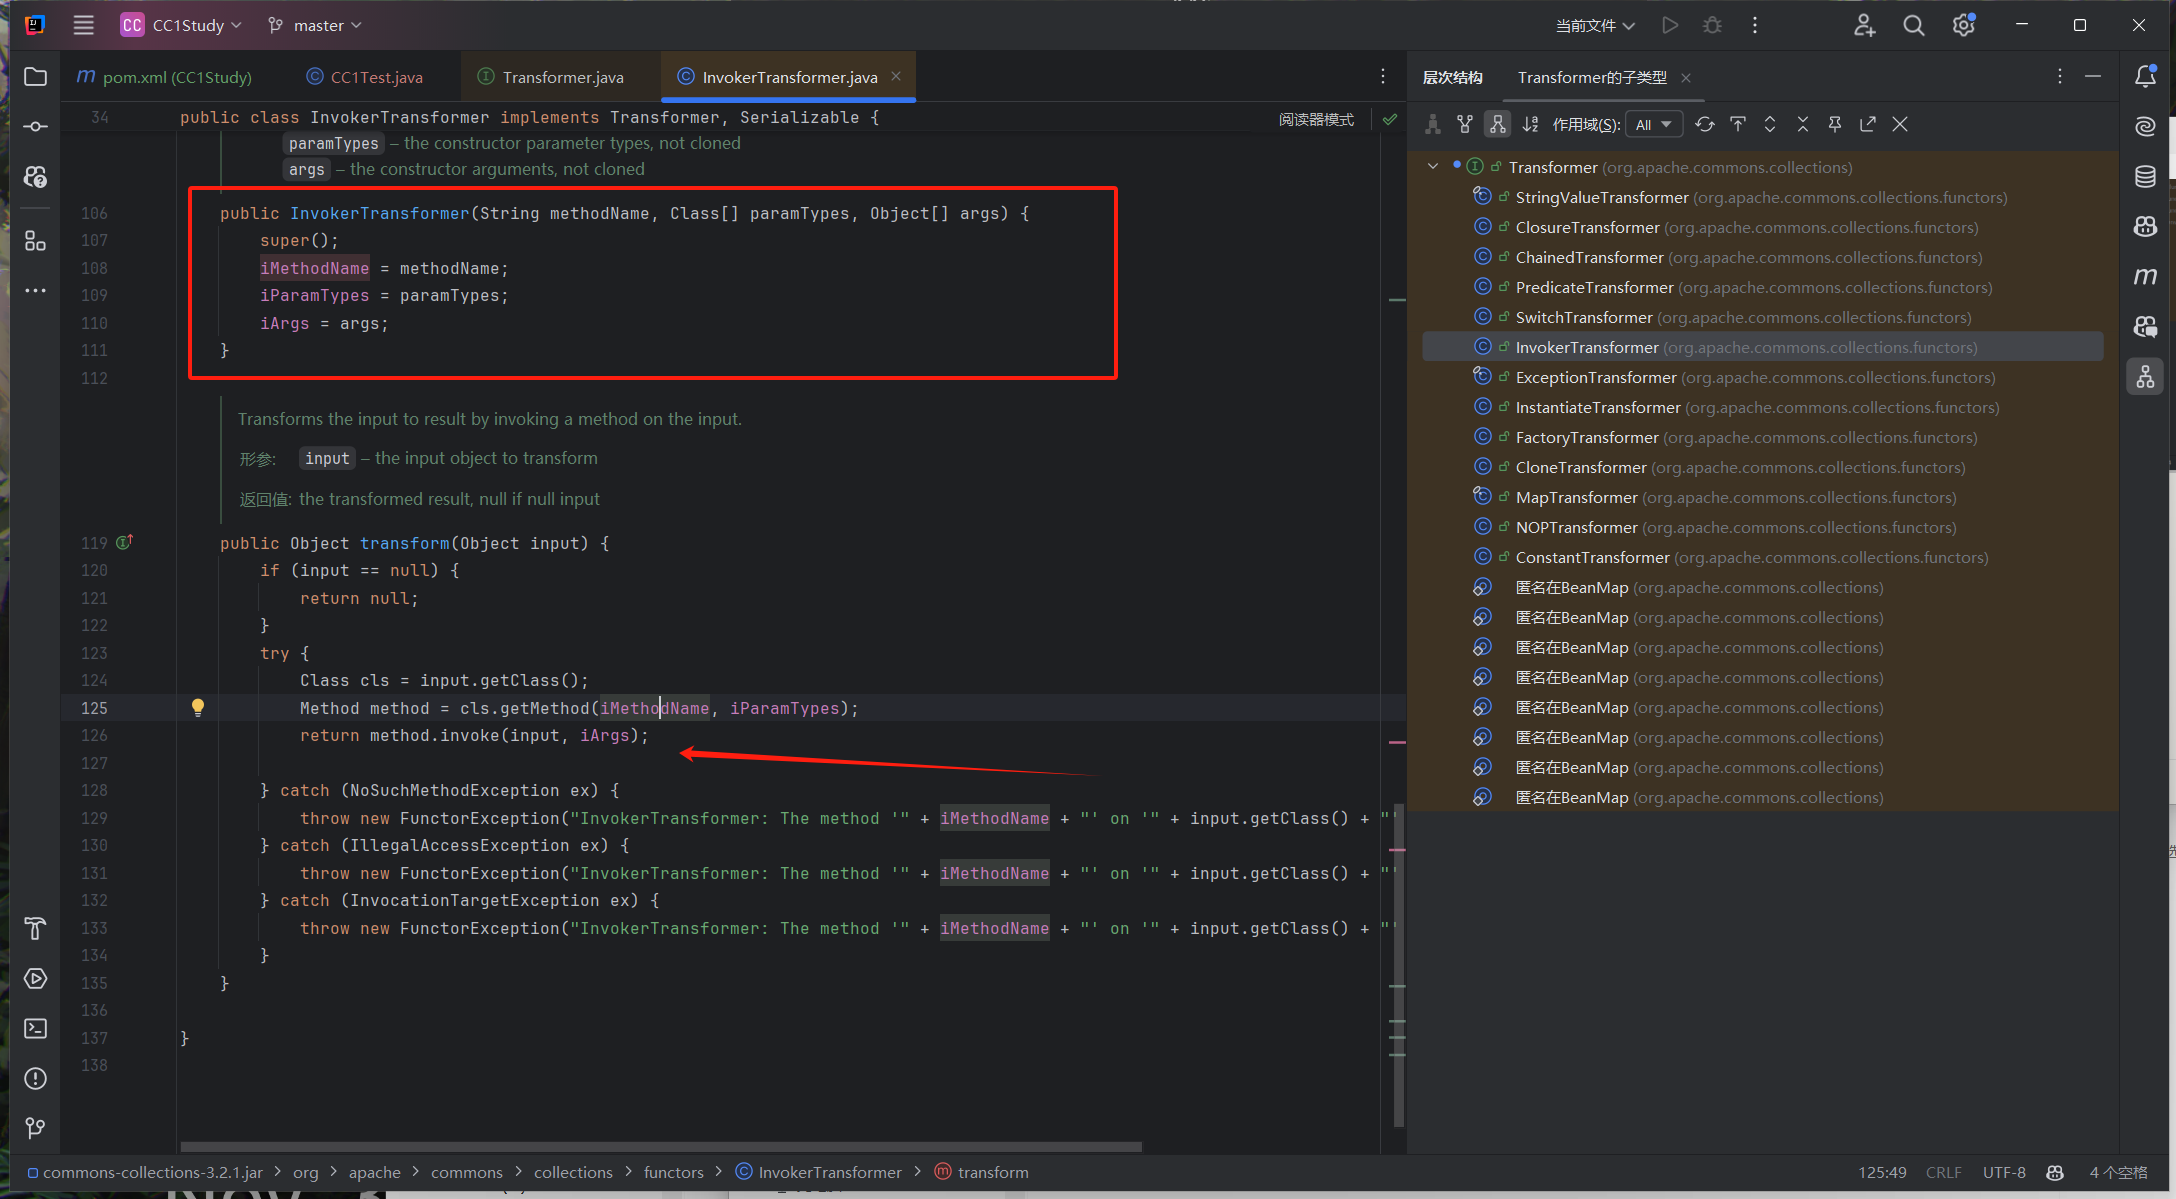 CC CC1Study master 当前文件
pom.xml (CC1Study) CC1Test.java Transformer.java InvokerTransformer.java
34 public class InvokerTransformer implements Transformer, Serializable { 阅读器模式
paramTypes – the constructor parameter types, not cloned
args – the constructor arguments, not cloned
106 public InvokerTransformer(String methodName, Class[] paramTypes, Object[] args) {
107 super();
108 iMethodName = methodName;
109 iParamTypes = paramTypes;
110 iArgs = args;
111 }
112
Transforms the input to result by invoking a method on the input.
形参: input – the input object to transform
返回值: the transformed result, null if null input
119 public Object transform(Object input) {
120 if (input == null) {
121 return null;
122 }
123 try {
124 Class cls = input.getClass();
125 Method method = cls.getMethod(iMethodName, iParamTypes);
126 return method.invoke(input, iArgs);
127
128 } catch (NoSuchMethodException ex) {
129 throw new FunctorException("InvokerTransformer: The method '" + iMethodName + "' on '" + input.getClass() + "'
130 } catch (IllegalAccessException ex) {
131 throw new FunctorException("InvokerTransformer: The method '" + iMethodName + "' on '" + input.getClass() + "'
132 } catch (InvocationTargetException ex) {
133 throw new FunctorException("InvokerTransformer: The method '" + iMethodName + "' on '" + input.getClass() + "'
134 }
135 }
136
137 }
138
层次结构 Transformer的子类型
作用域(S): All
Transformer (org.apache.commons.collections)
StringValueTransformer (org.apache.commons.collections.functors)
ClosureTransformer (org.apache.commons.collections.functors)
ChainedTransformer (org.apache.commons.collections.functors)
PredicateTransformer (org.apache.commons.collections.functors)
SwitchTransformer (org.apache.commons.collections.functors)
InvokerTransformer (org.apache.commons.collections.functors)
ExceptionTransformer (org.apache.commons.collections.functors)
InstantiateTransformer (org.apache.commons.collections.functors)
FactoryTransformer (org.apache.commons.collections.functors)
CloneTransformer (org.apache.commons.collections.functors)
MapTransformer (org.apache.commons.collections.functors)
NOPTransformer (org.apache.commons.collections.functors)
ConstantTransformer (org.apache.commons.collections.functors)
匿名在BeanMap (org.apache.commons.collections)
匿名在BeanMap (org.apache.commons.collections)
匿名在BeanMap (org.apache.commons.collections)
匿名在BeanMap (org.apache.commons.collections)
匿名在BeanMap (org.apache.commons.collections)
匿名在BeanMap (org.apache.commons.collections)
匿名在BeanMap (org.apache.commons.collections)
匿名在BeanMap (org.apache.commons.collections)
commons-collections-3.2.1.jar > org > apache > commons > collections > functors > InvokerTransformer > transform 125:49 CRLF UTF-8 4 个空格